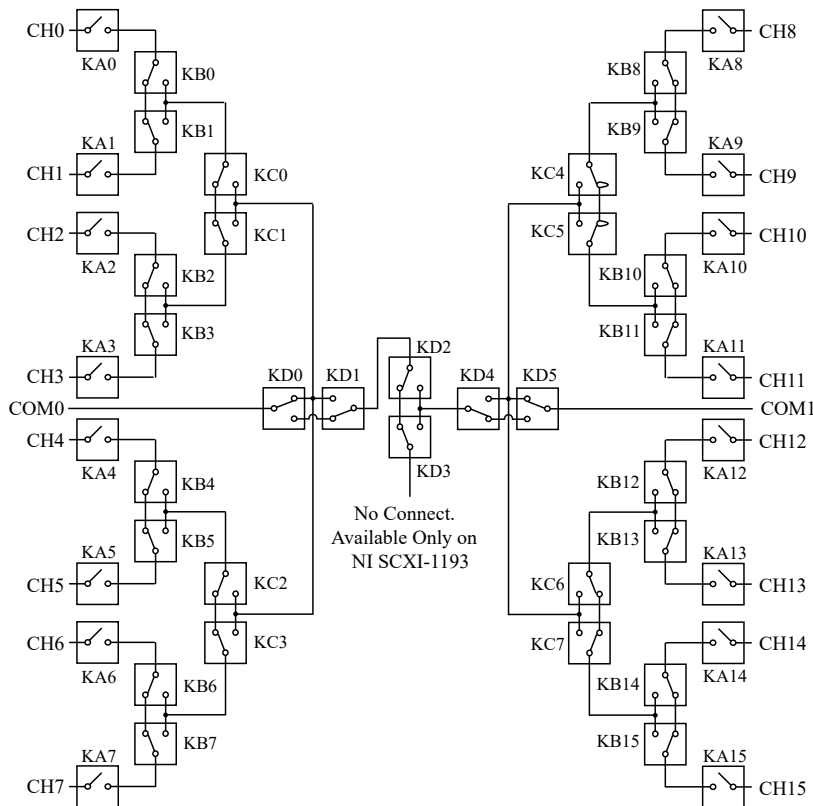 CH0
KA0
KB0
KB1
KA1
CH1
KC0
KC1
CH2
KA2
KB2
KB3
KA3
CH3
COM0
KD0
KD1
KD2
KD3
KD4
KD5
COM1
CH4
KA4
KB4
KB5
KA5
CH5
KC2
KC3
CH6
KA6
KB6
KB7
KA7
CH7
No Connect.
Available Only on
NI SCXI-1193
CH8
KA8
KB8
KB9
KA9
CH9
KC4
KC5
CH10
KA10
KB10
KB11
KA11
CH11
CH12
KA12
KB12
KB13
KA13
CH13
KC6
KC7
CH14
KA14
KB14
KB15
KA15
CH15